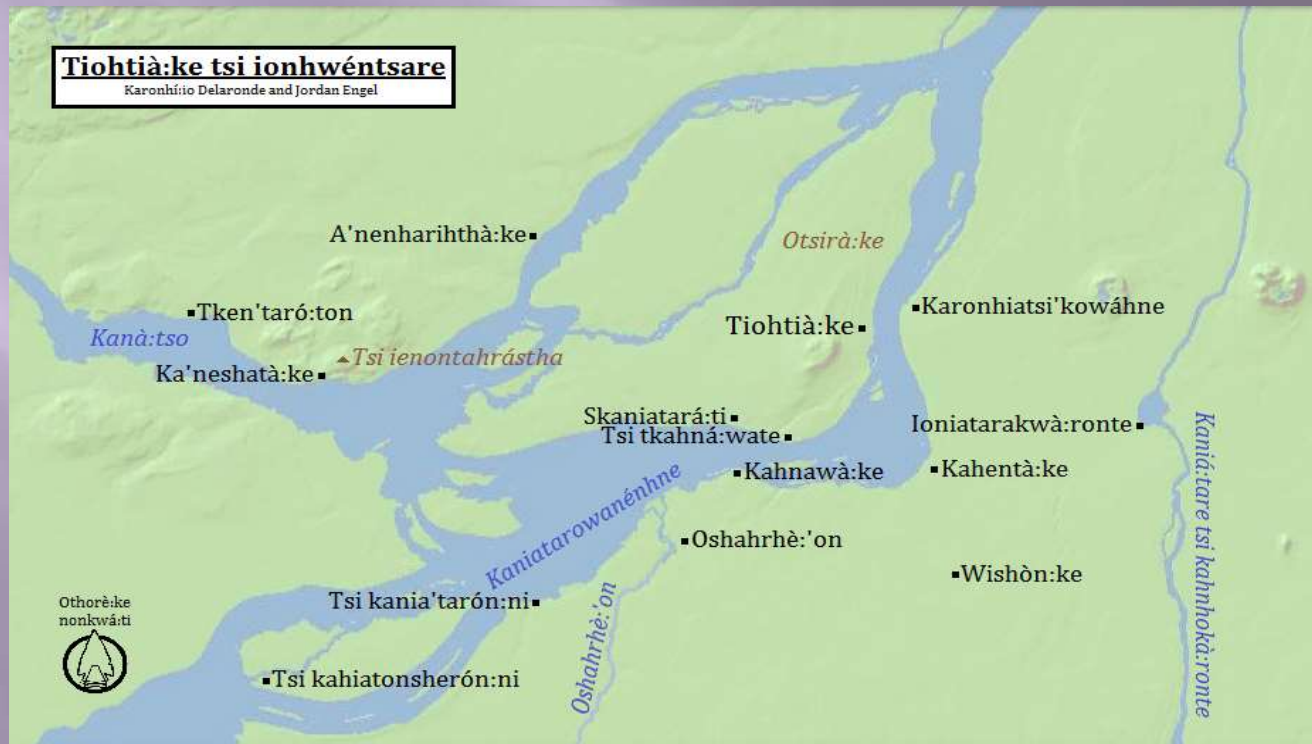 Tiohtià:ke tsi ionhwéntsare
Karonhí:io Delaronde and Jordan Engel
A'nenharihthà:ke
Otsirà:ke
Tken'taró:ton
Karonhiatsi'kowáhne
Kanà:tso
Tiohtià:ke
Tsi ienontahrástha
Ka'neshatà:ke
Skaniatará:ti
Ioniatarakwà:ronte
Tsi tkahná:wate
Kahnawà:ke
Kahentà:ke
Kaniatarowanénhne
Kaniá:tare tsi kahnhokà:ronte
Oshahrhè:'on
Wishòn:ke
Tsi kania'tarón:ni
Othorè:ke
nonkwá:ti
Oshahrhè:'on
Tsi kahiatonsherón:ni